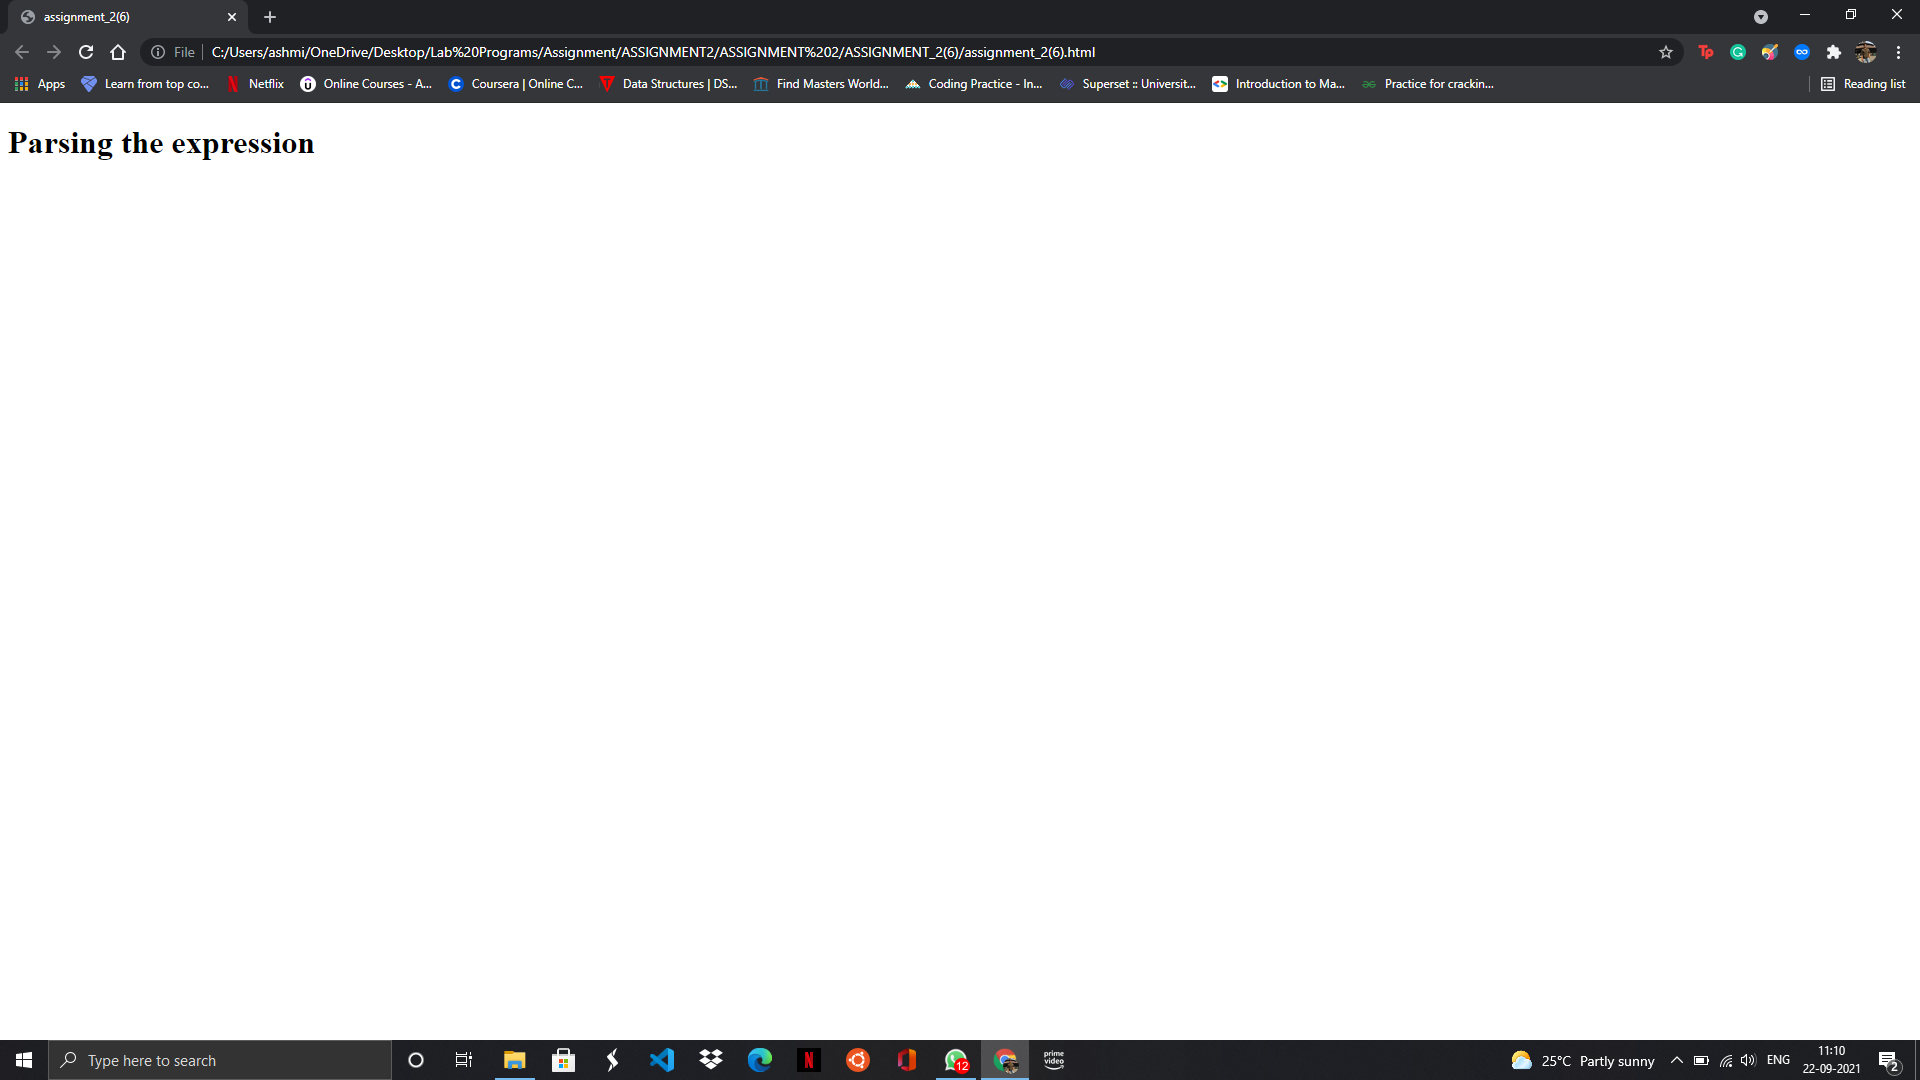 assignment_2(6)
File
C:/Users/ashmi/OneDrive/Desktop/Lab%20Programs/Assignment/ASSIGNMENT2/ASSIGNMENT%202/ASSIGNMENT_2(6)/assignment_2(6).html
Tp
Apps
Learn from top co...
Netflix
Online Courses - A...
Coursera | Online C...
Data Structures | DS...
Find Masters World...
Coding Practice - In...
Superset :: Universit...
Introduction to Ma...
Practice for crackin...
Reading list
Parsing the expression
Type here to search
12
prime video
25°C Partly sunny
ENG
11:10
22-09-2021
2